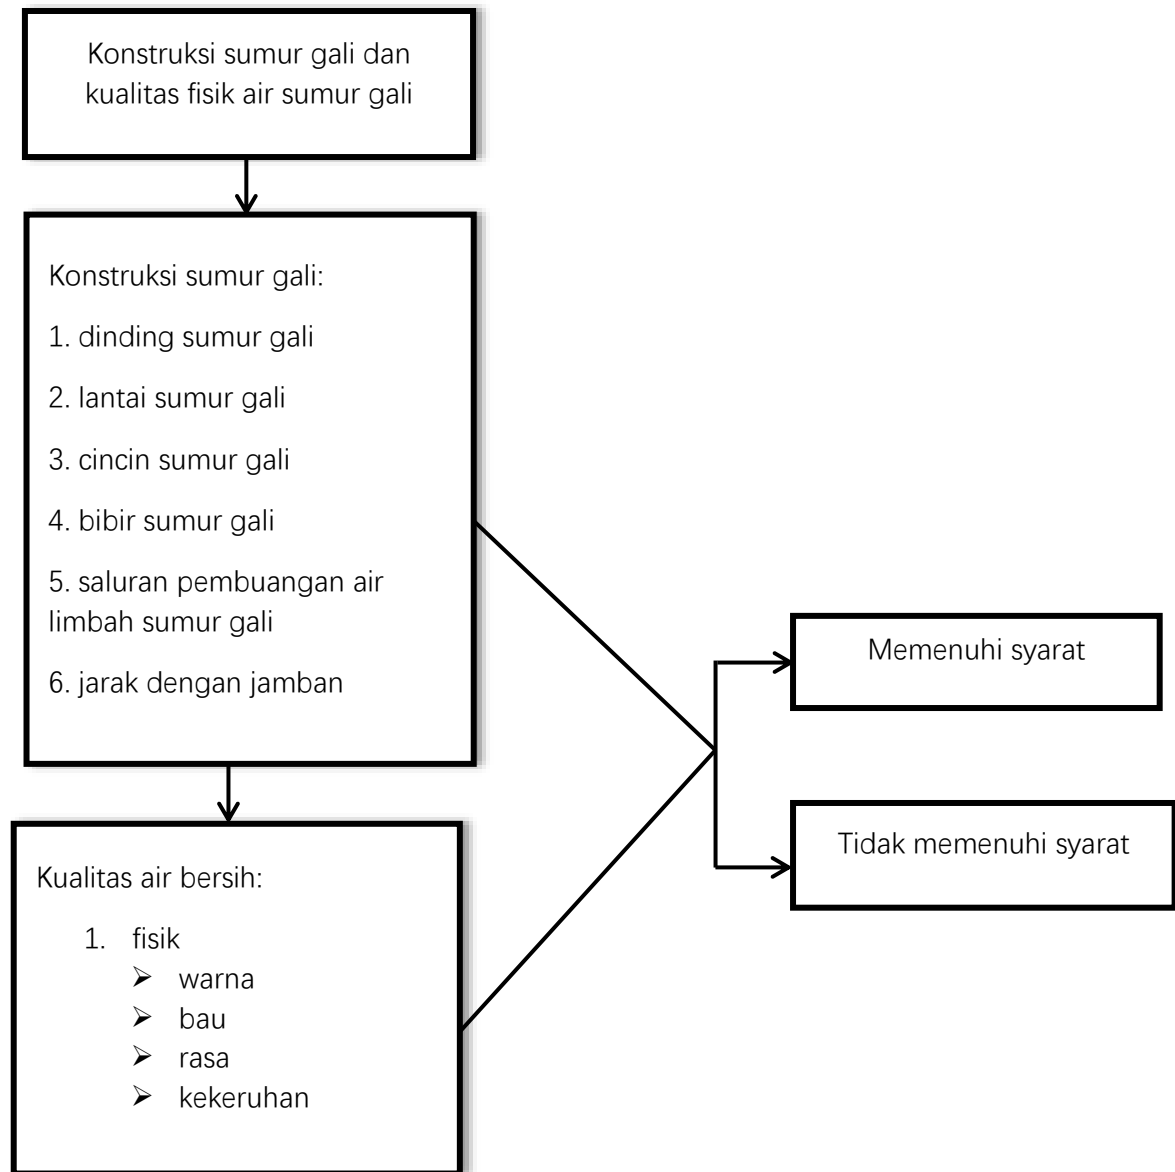 Konstruksi sumur gali dan
kualitas fisik air sumur gali
Konstruksi sumur gali:
1. dinding sumur gali
2. lantai sumur gali
3. cincin sumur gali
4. bibir sumur gali
5. saluran pembuangan air
limbah sumur gali
6. jarak dengan jamban
Kualitas air bersih:
1. fisik
➢ warna
➢ bau
➢ rasa
➢ kekeruhan
Memenuhi syarat
Tidak memenuhi syarat